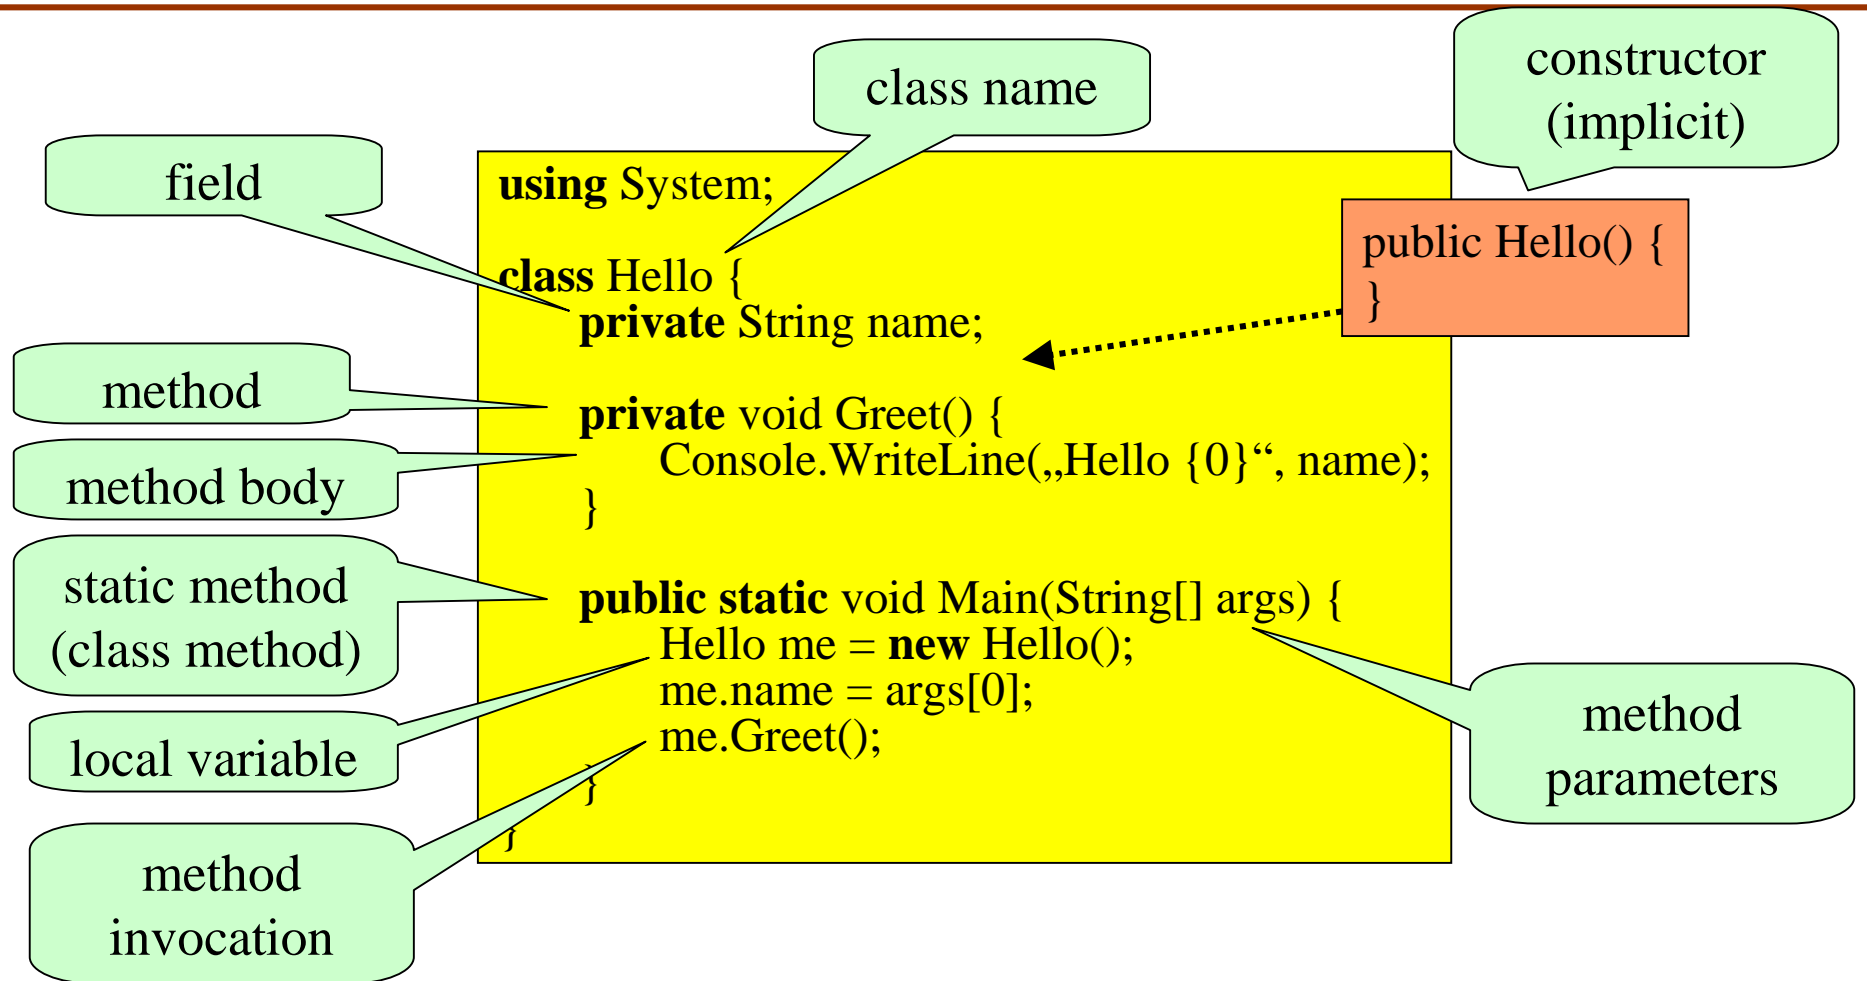 constructor
(implicit)
class name
field
using System;
public Hello() {
}
class Hello {
private String name;
method
private void Greet() {
Console.WriteLine(„Hello {0}“, name);
method body
}
static method
(class method)
public static void Main(String[] args) {
Hello me = new Hello();
me.name = args[0];
me.Greet();
method
parameters
local variable
}
}
method
invocation